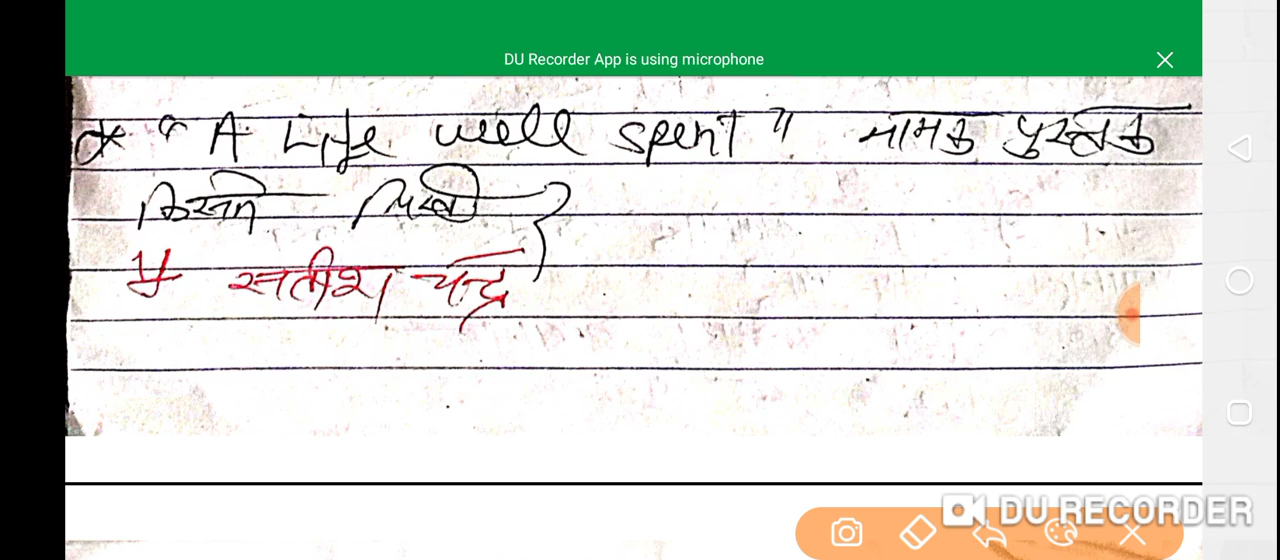 DU Recorder App is using microphone
* "A Life well spent" नामक पुस्तक
किसने लिखी ?
सतीश चन्द्र
DU RECORDER